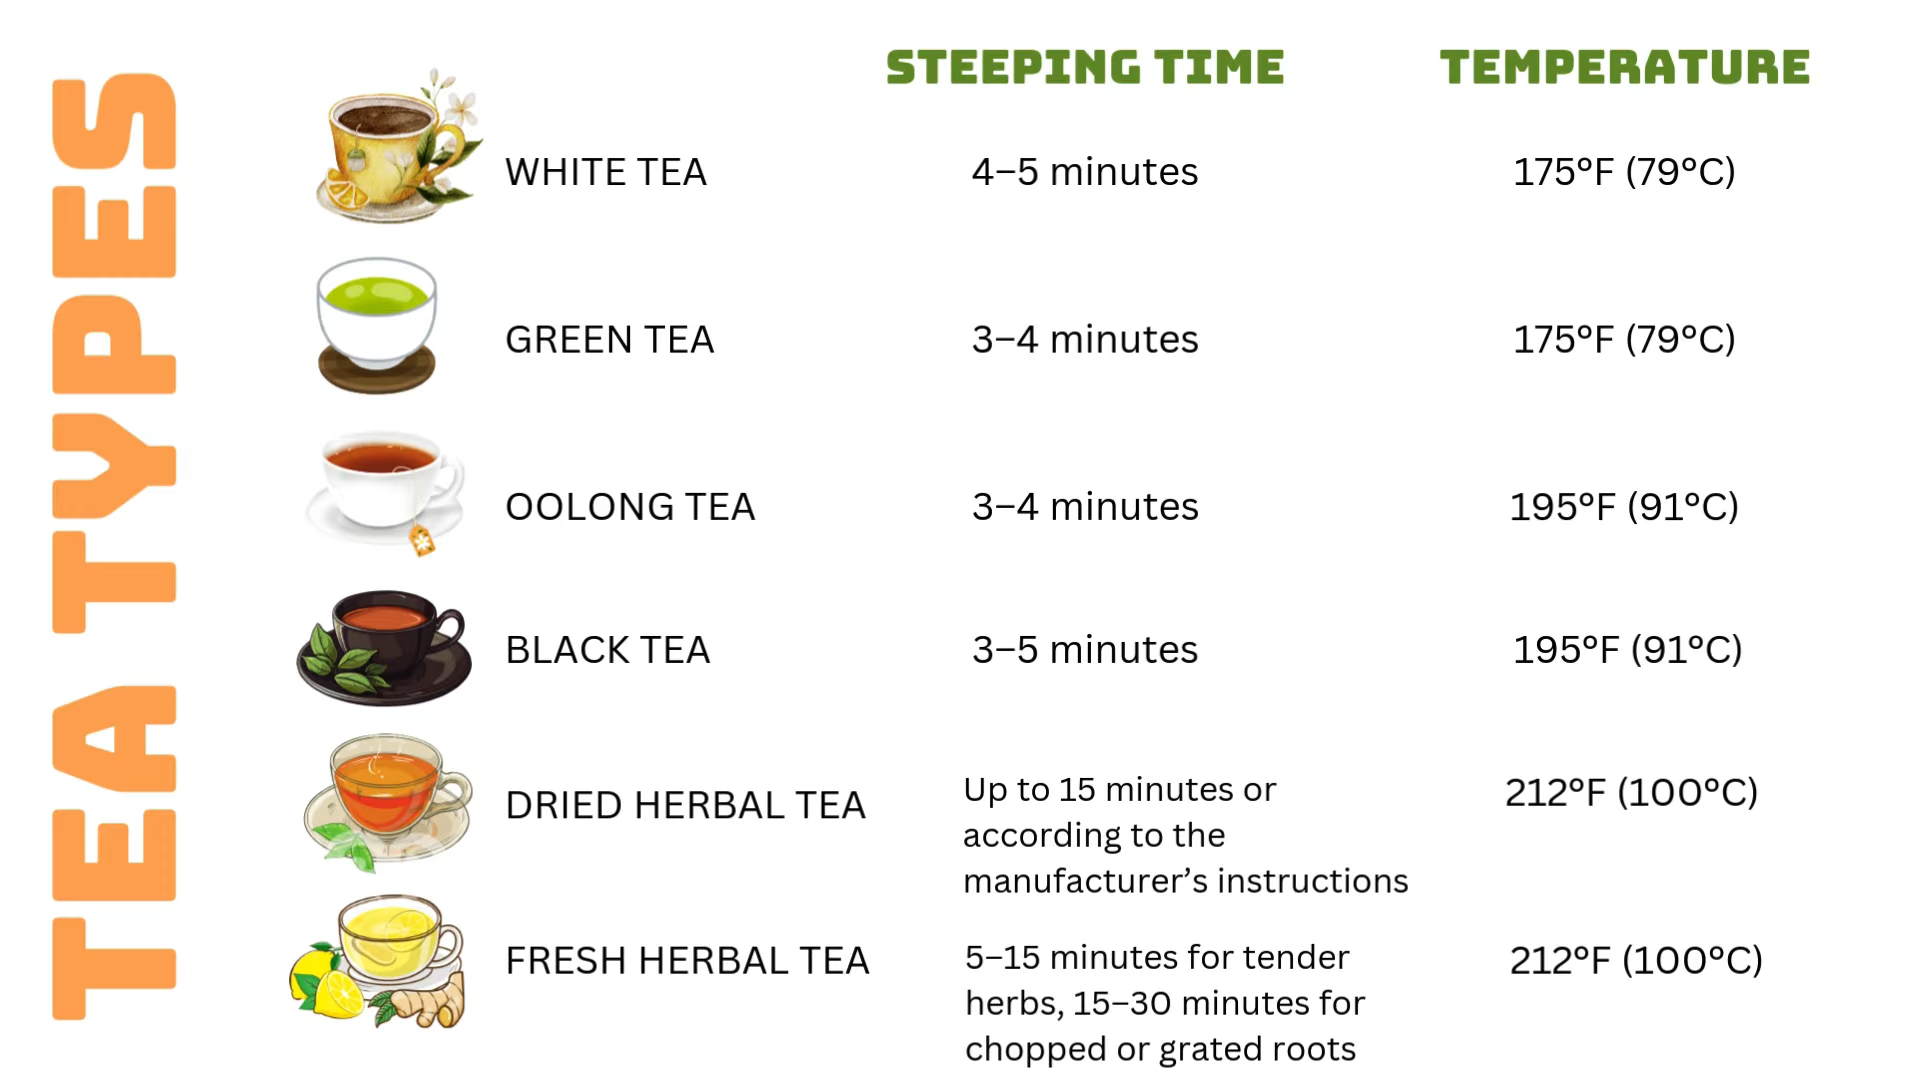 TEA TYPES
STEEPING TIME
TEMPERATURE
WHITE TEA
4–5 minutes
175°F (79°C)
GREEN TEA
3–4 minutes
175°F (79°C)
OOLONG TEA
3–4 minutes
195°F (91°C)
BLACK TEA
3–5 minutes
195°F (91°C)
DRIED HERBAL TEA
Up to 15 minutes or
according to the
manufacturer’s instructions
212°F (100°C)
FRESH HERBAL TEA
5–15 minutes for tender
herbs, 15–30 minutes for
chopped or grated roots
212°F (100°C)